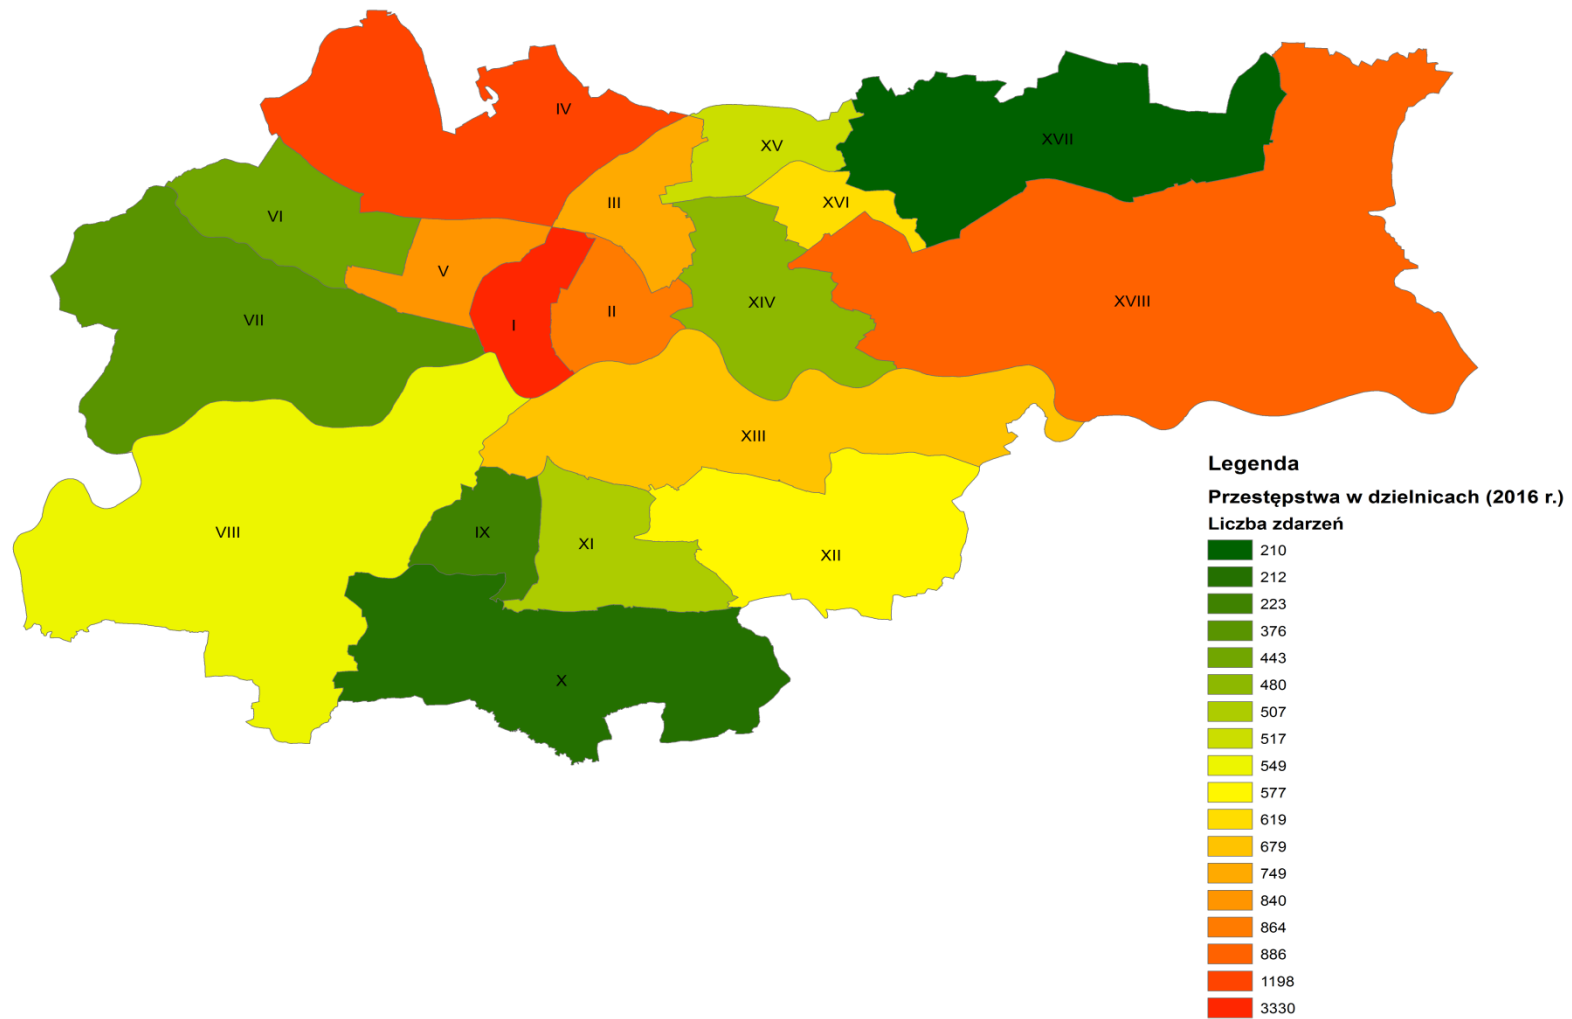 IV
XVII
XV
III
XVI
VI
V
XIV
XVIII
II
VII
I
XIII
VIII
IX
XI
XII
X
Legenda
Przestępstwa w dzielnicach (2016 r.)
Liczba zdarzeń
210
212
223
376
443
480
507
517
549
577
619
679
749
840
864
886
1198
3330